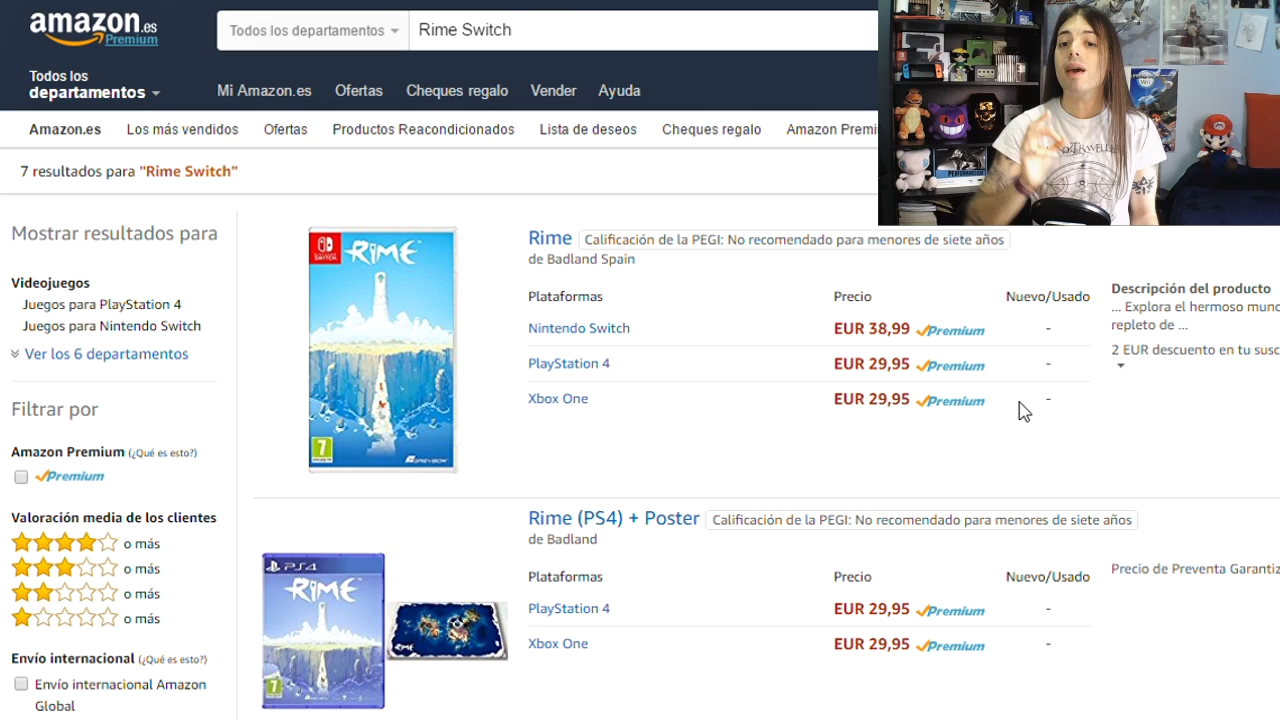 amazon.es
Premium
Todos los departamentos
Rime Switch
Todos los
departamentos
Mi Amazon.es
Ofertas
Cheques regalo
Vender
Ayuda
Amazon.es
Los más vendidos
Ofertas
Productos Reacondicionados
Lista de deseos
Cheques regalo
Amazon Premi
7 resultados para "Rime Switch"
Mostrar resultados para
Videojuegos
Juegos para PlayStation 4
Juegos para Nintendo Switch
Ver los 6 departamentos
Filtrar por
Amazon Premium (¿Qué es esto?)
Premium
Valoración media de los clientes
o más
o más
o más
o más
Envío internacional (¿Qué es esto?)
Envío internacional Amazon
Global
RiME
7
Rime Calificación de la PEGI: No recomendado para menores de siete años
de Badland Spain
Plataformas Precio Nuevo/Usado
Nintendo Switch EUR 38,99 Premium -
PlayStation 4 EUR 29,95 Premium -
Xbox One EUR 29,95 Premium -
Descripción del producto
... Explora el hermoso mund
repleto de ...
2 EUR descuento en tu susc
PS4
RiME
7
Rime (PS4) + Poster Calificación de la PEGI: No recomendado para menores de siete años
de Badland
Plataformas Precio Nuevo/Usado
PlayStation 4 EUR 29,95 Premium -
Xbox One EUR 29,95 Premium -
Precio de Preventa Garantiz